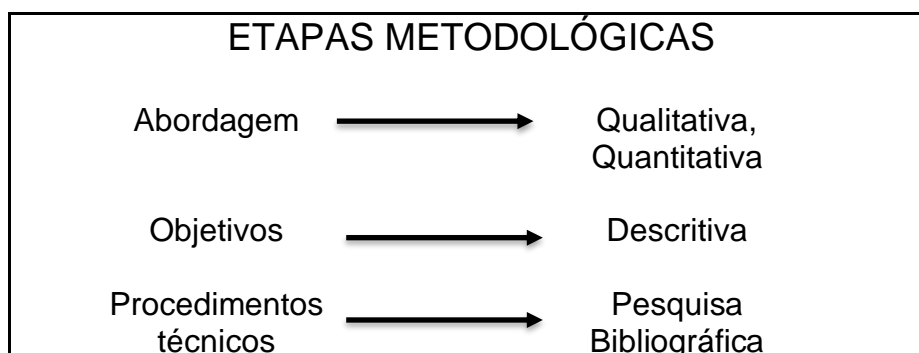 ETAPAS METODOLÓGICAS
Abordagem Qualitativa,
Quantitativa
Objetivos Descritiva
Procedimentos Pesquisa
técnicos Bibliográfica